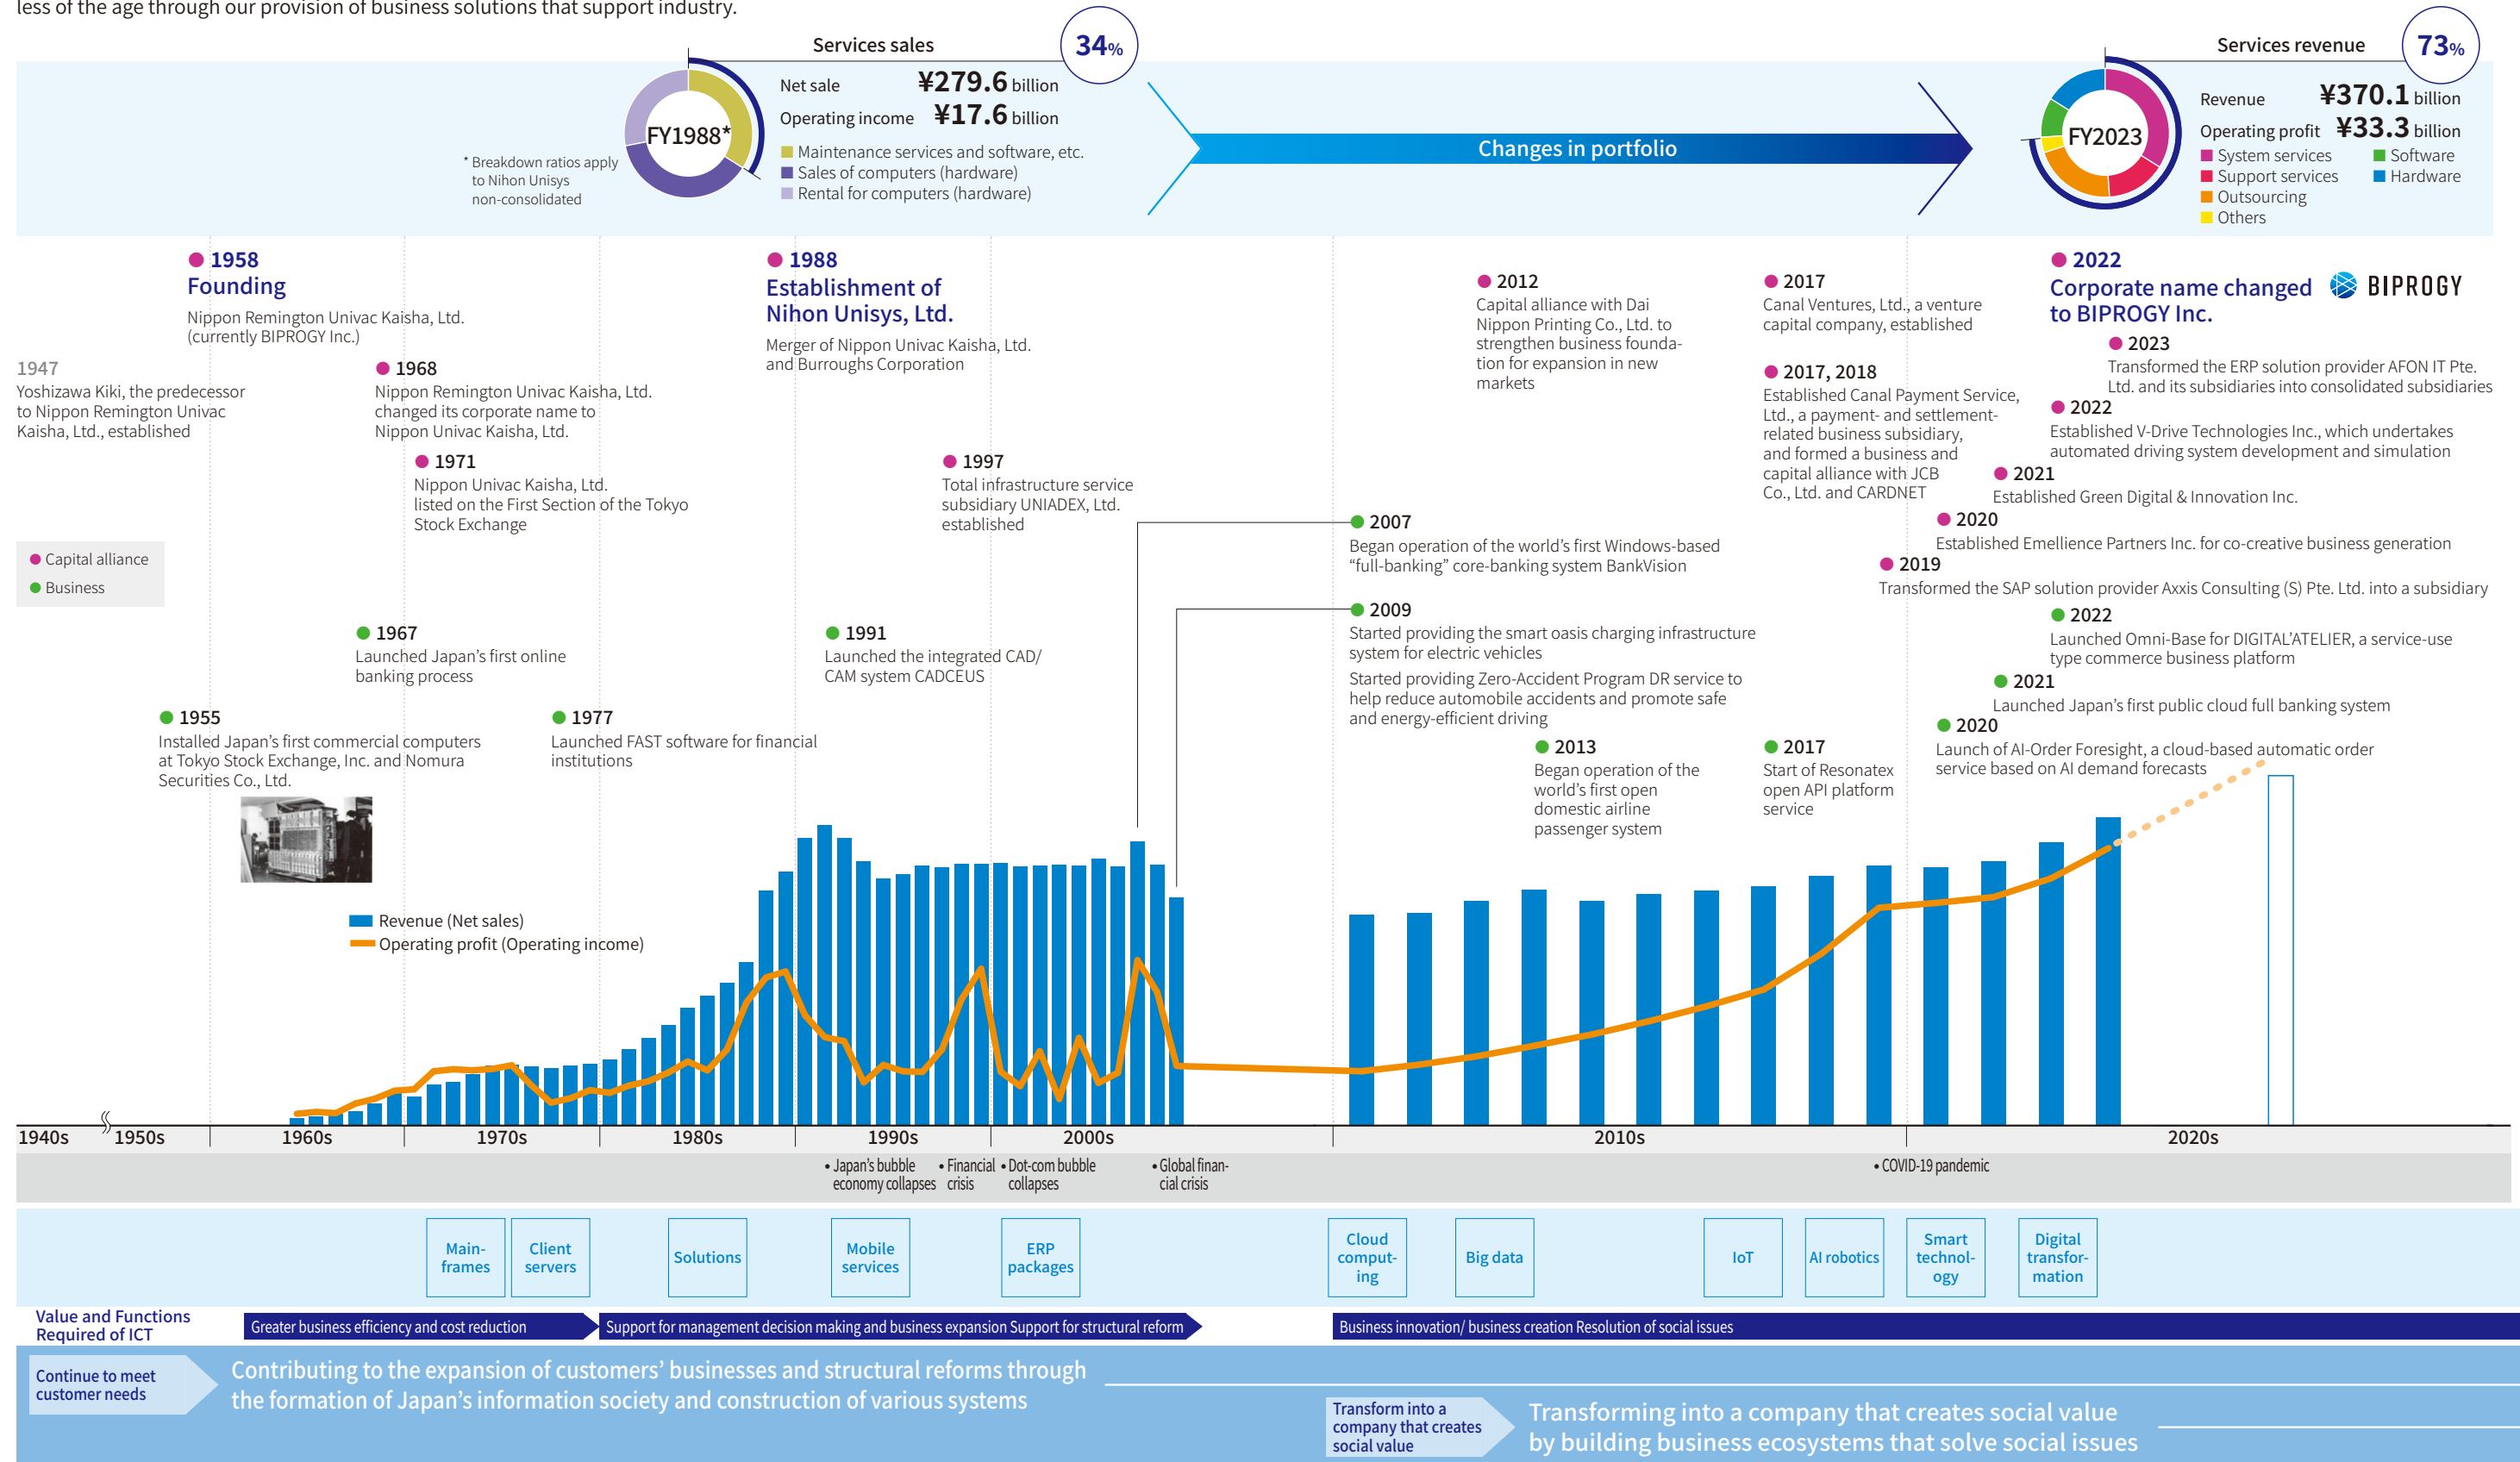 less of the age through our provision of business solutions that support industry.
Services sales
34%
FY1988*
Net sale ¥279.6 billion
Operating income ¥17.6 billion
Maintenance services and software, etc.
Sales of computers (hardware)
Rental for computers (hardware)
* Breakdown ratios apply
to Nihon Unisys
non-consolidated
Changes in portfolio
Services revenue
73%
FY2023
Revenue ¥370.1 billion
Operating profit ¥33.3 billion
System services
Support services
Outsourcing
Others
Software
Hardware
1958
Founding
Nippon Remington Univac Kaisha, Ltd.
(currently BIPROGY Inc.)
1947
Yoshizawa Kiki, the predecessor
to Nippon Remington Univac
Kaisha, Ltd., established
1968
Nippon Remington Univac Kaisha, Ltd.
changed its corporate name to
Nippon Univac Kaisha, Ltd.
1971
Nippon Univac Kaisha, Ltd.
listed on the First Section of the Tokyo
Stock Exchange
1988
Establishment of
Nihon Unisys, Ltd.
Merger of Nippon Univac Kaisha, Ltd.
and Burroughs Corporation
1997
Total infrastructure service
subsidiary UNIADEX, Ltd.
established
2012
Capital alliance with Dai
Nippon Printing Co., Ltd. to
strengthen business founda-
tion for expansion in new
markets
2017
Canal Ventures, Ltd., a venture
capital company, established
2017, 2018
Established Canal Payment Service,
Ltd., a payment- and settlement-
related business subsidiary,
and formed a business and
capital alliance with JCB
Co., Ltd. and CARDNET
2022
Corporate name changed
to BIPROGY Inc.
BIPROGY
2023
Transformed the ERP solution provider AFON IT Pte.
Ltd. and its subsidiaries into consolidated subsidiaries
2022
Established V-Drive Technologies Inc., which undertakes
automated driving system development and simulation
2021
Established Green Digital & Innovation Inc.
2020
Established Emellience Partners Inc. for co-creative business generation
2019
Transformed the SAP solution provider Axxis Consulting (S) Pte. Ltd. into a subsidiary
Capital alliance
Business
1967
Launched Japan's first online
banking process
1955
Installed Japan's first commercial computers
at Tokyo Stock Exchange, Inc. and Nomura
Securities Co., Ltd.
1977
Launched FAST software for financial
institutions
1991
Launched the integrated CAD/
CAM system CADCEUS
2007
Began operation of the world's first Windows-based
“full-banking” core-banking system BankVision
2009
Started providing the smart oasis charging infrastructure
system for electric vehicles
Started providing Zero-Accident Program DR service to
help reduce automobile accidents and promote safe
and energy-efficient driving
2013
Began operation of the
world's first open
domestic airline
passenger system
2017
Start of Resonatex
open API platform
service
2022
Launched Omni-Base for DIGITAL'ATELIER, a service-use
type commerce business platform
2021
Launched Japan's first public cloud full banking system
2020
Launch of AI-Order Foresight, a cloud-based automatic order
service based on AI demand forecasts
Revenue (Net sales)
Operating profit (Operating income)
1940s 1950s 1960s 1970s 1980s 1990s 2000s 2010s 2020s
• Japan's bubble
economy collapses
• Financial
crisis
• Dot-com bubble
collapses
• Global finan-
cial crisis
• COVID-19 pandemic
Main-
frames
Client
servers
Solutions
Mobile
services
ERP
packages
Cloud
comput-
ing
Big data
IoT
AI robotics
Smart
technol-
ogy
Digital
transfor-
mation
Value and Functions
Required of ICT
Greater business efficiency and cost reduction
Support for management decision making and business expansion Support for structural reform
Business innovation/ business creation Resolution of social issues
Continue to meet
customer needs
Contributing to the expansion of customers' businesses and structural reforms through
the formation of Japan's information society and construction of various systems
Transform into a
company that creates
social value
Transforming into a company that creates social value
by building business ecosystems that solve social issues